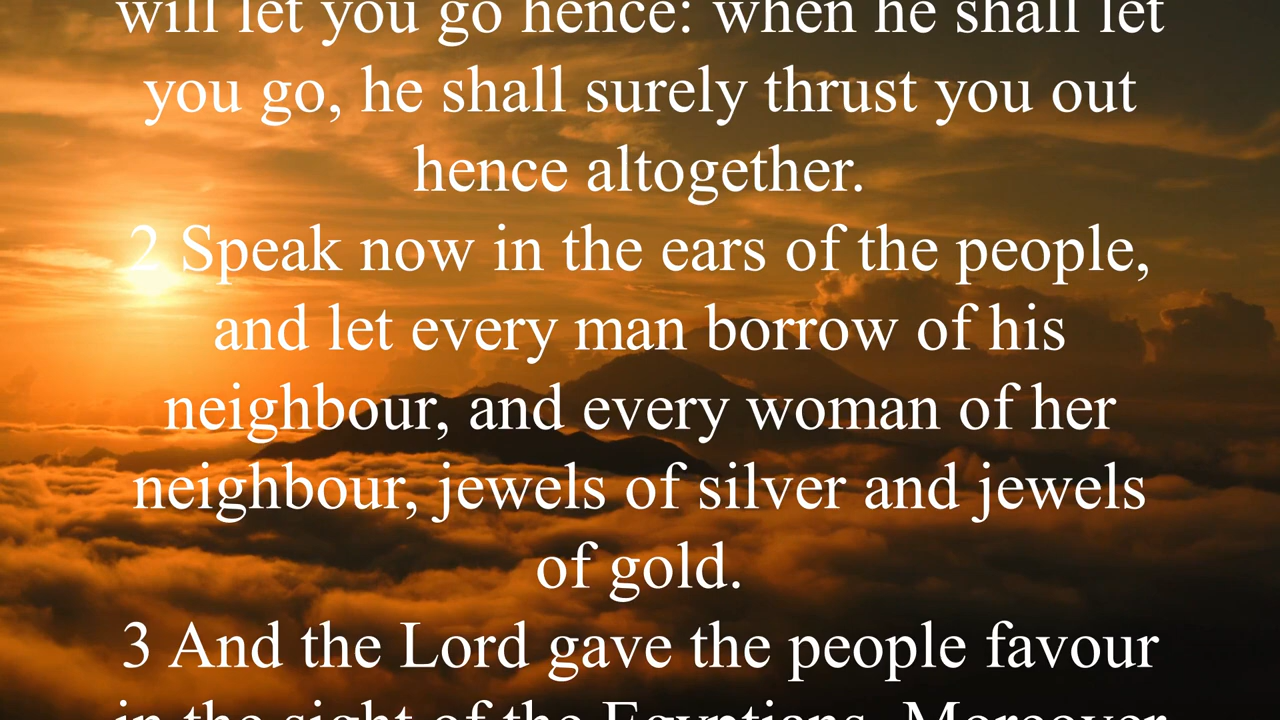 will let you go hence: when he shall let
you go, he shall surely thrust you out
hence altogether.
2 Speak now in the ears of the people,
and let every man borrow of his
neighbour, and every woman of her
neighbour, jewels of silver and jewels
of gold.
3 And the Lord gave the people favour
in the sight of the Egyptians. Moreover